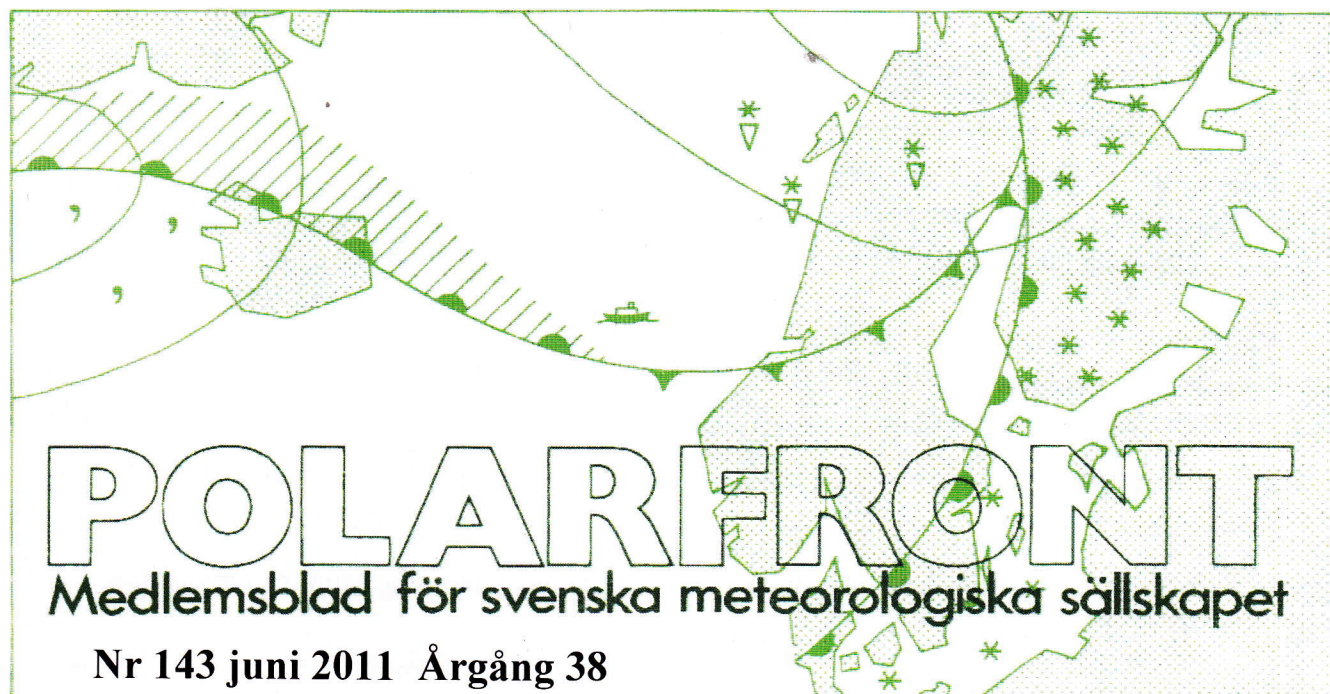 POLARFRONT
Medlemsblad för svenska meteorologiska sällskapet
Nr 143 juni 2011 Årgång 38